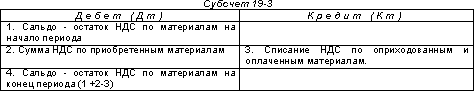 Субсчет 19-3
Дебет (Дт) Кредит (Кт)
1. Сальдо - остаток НДС по материалам на
начало периода
2. Сумма НДС по приобретенным материалам 3. Списание НДС по оприходованным и
оплаченным материалам.
4. Сальдо - остаток НДС по материалам на
конец периода (1 +2-3)